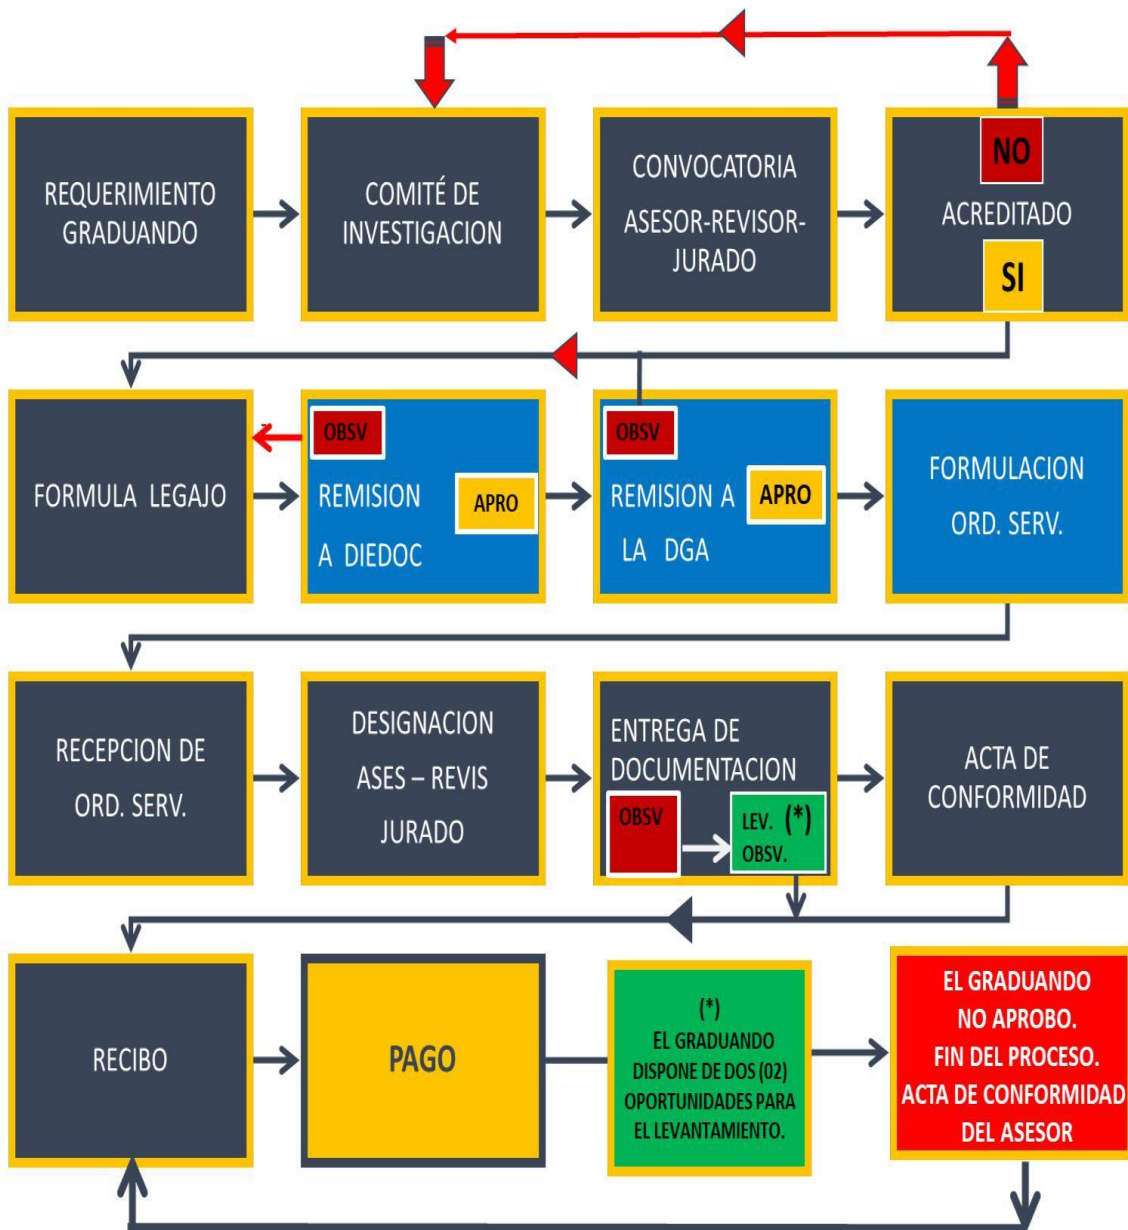 REQUERIMIENTO
GRADUANDO
COMITÉ DE
INVESTIGACION
CONVOCATORIA
ASESOR-REVISOR-
JURADO
NO
ACREDITADO
SI
FORMULA LEGAJO
OBSV
REMISION
APRO
A DIEDOC
OBSV
REMISION A
APRO
LA DGA
FORMULACION
ORD. SERV.
RECEPCION DE
ORD. SERV.
DESIGNACION
ASES – REVIS
JURADO
ENTREGA DE
DOCUMENTACION
OBSV
LEV. (*)
OBSV.
ACTA DE
CONFORMIDAD
RECIBO
PAGO
(*)
EL GRADUANDO
DISPONE DE DOS (02)
OPORTUNIDADES PARA
EL LEVANTAMIENTO.
EL GRADUANDO
NO APROBO.
FIN DEL PROCESO.
ACTA DE CONFORMIDAD
DEL ASESOR